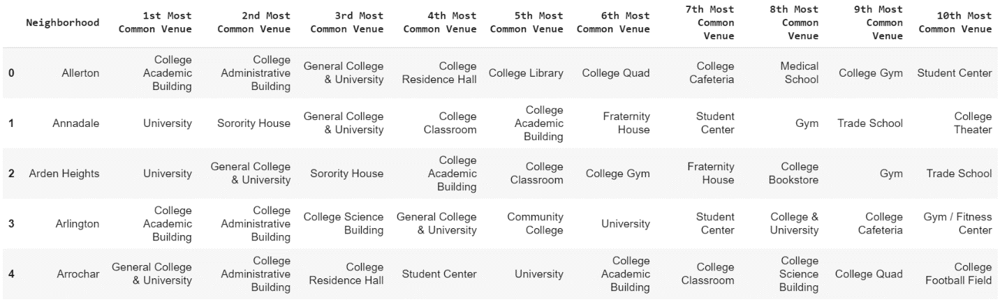 Neighborhood 1st Most Common Venue 2nd Most Common Venue 3rd Most Common Venue 4th Most Common Venue 5th Most Common Venue 6th Most Common Venue 7th Most Common Venue 8th Most Common Venue 9th Most Common Venue 10th Most Common Venue
0 Allerton College Academic Building College Administrative Building General College & University College Residence Hall College Library College Quad College Cafeteria Medical School College Gym Student Center
1 Annadale University Sorority House General College & University College Classroom College Academic Building Fraternity House Student Center Gym Trade School College Theater
2 Arden Heights University General College & University Sorority House College Academic Building College Classroom College Gym Fraternity House College Bookstore Gym Trade School
3 Arlington College Academic Building College Administrative Building College Science Building General College & University Community College University Student Center College & University College Cafeteria Gym / Fitness Center
4 Arrochar General College & University College Administrative Building College Residence Hall Student Center University College Academic Building College Classroom College Science Building College Quad College Football Field